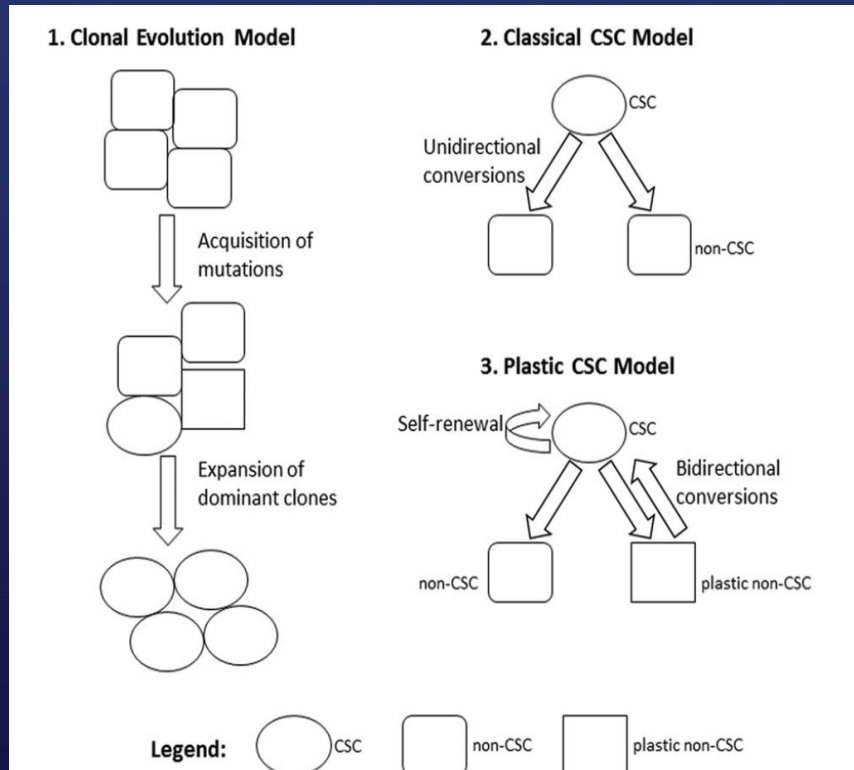 1. Clonal Evolution Model
Acquisition of
mutations
Expansion of
dominant clones
2. Classical CSC Model
CSC
Unidirectional
conversions
non-CSC
3. Plastic CSC Model
Self-renewal
CSC
Bidirectional
conversions
non-CSC
plastic non-CSC
Legend:
CSC
non-CSC
plastic non-CSC